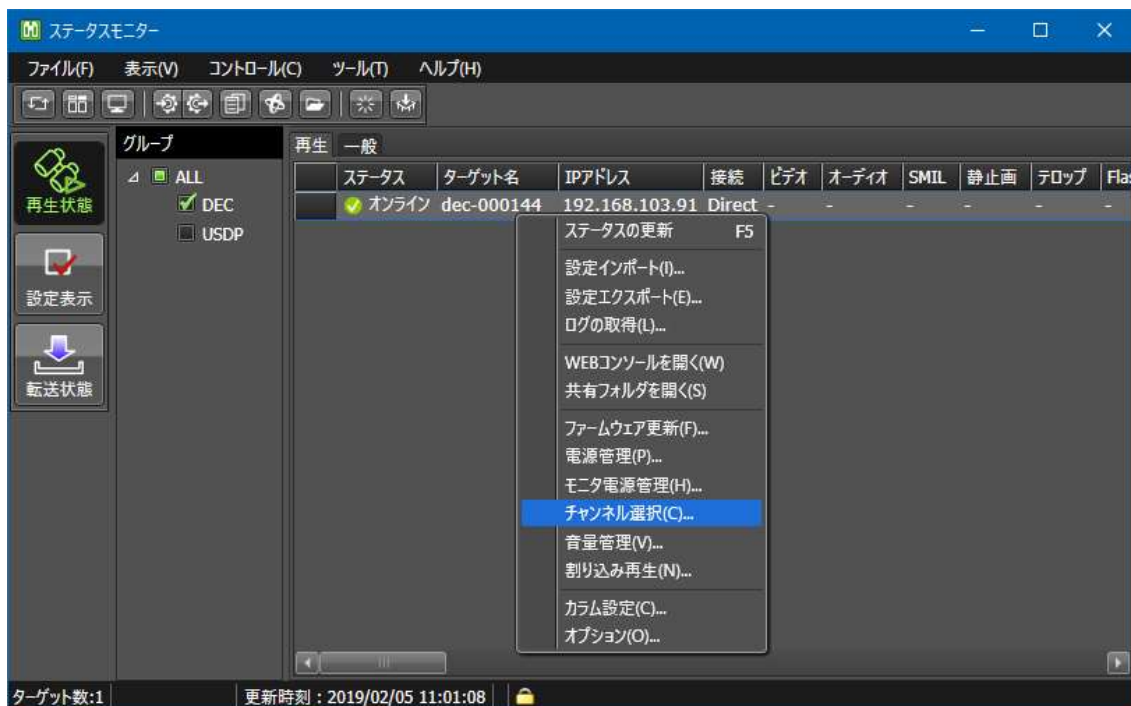 ステータスモニター
ファイル(F) 表示(V) コントロール(C) ツール(T) ヘルプ(H)
グループ
再生 一般
ALL
DEC
USDP
再生状態
設定表示
転送状態
ステータス ターゲット名 IPアドレス 接続 ビデオ オーディオ SMIL 静止画 テロップ Flas
オンライン dec-000144 192.168.103.91 Direct - - - - - -
ステータスの更新 F5
設定インポート(I)...
設定エクスポート(E)...
ログの取得(L)...
WEBコンソールを開く(W)
共有フォルダを開く(S)
ファームウェア更新(F)...
電源管理(P)...
モニタ電源管理(H)...
チャンネル選択(C)...
音量管理(V)...
割り込み再生(N)...
カラム設定(C)...
オプション(O)...
ターゲット数:1 更新時刻 : 2019/02/05 11:01:08